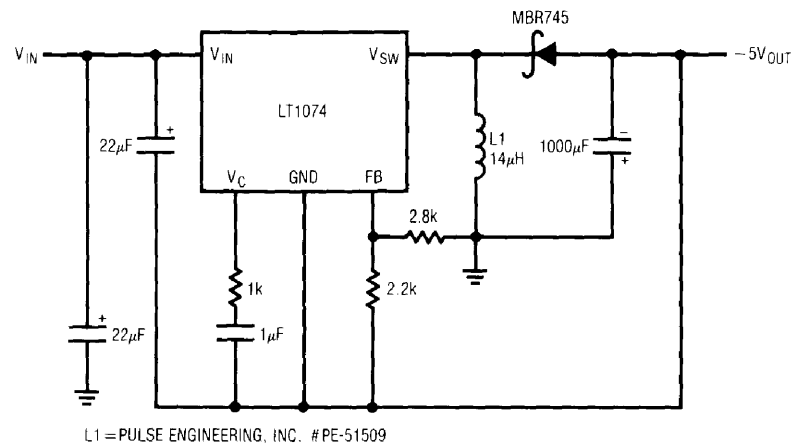 MBR745
V_IN
V_IN
V_SW
−5V_OUT
LT1074
22μF
+
L1
14μH
1000μF
−
+
V_C
GND
FB
2.8k
1k
2.2k
22μF
+
1μF
L1 = PULSE ENGINEERING, INC. #PE-51509